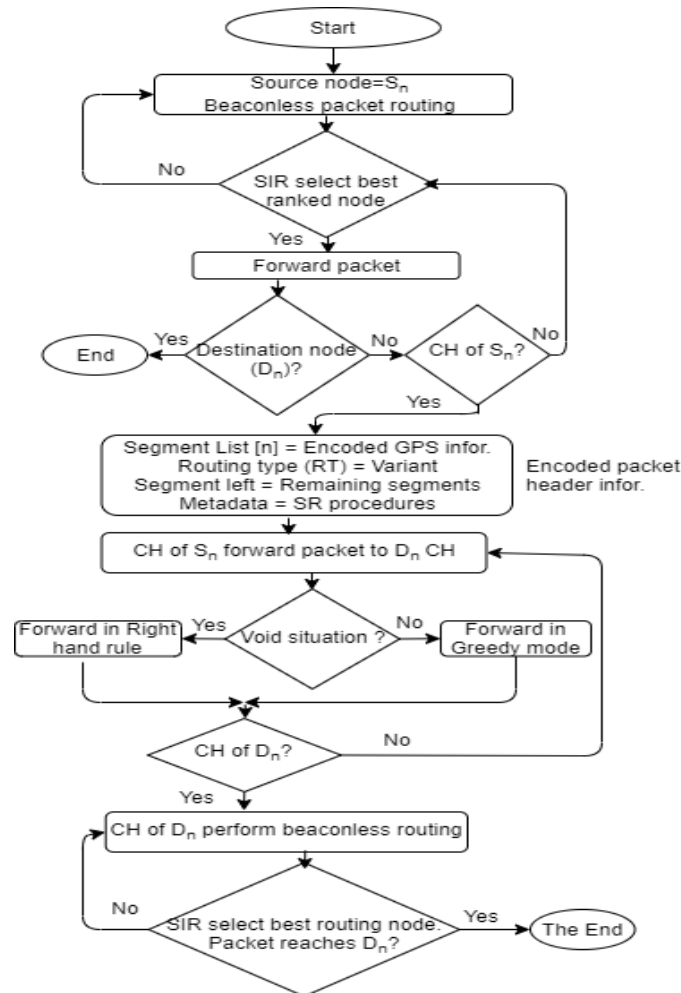 Start
Source node=Sn
Beaconless packet routing
No
SIR select best
ranked node
Yes
Forward packet
End
Yes
Destination node
(Dn)?
No
CH of Sn?
No
Yes
Segment List [n] = Encoded GPS infor.
Routing type (RT) = Variant
Segment left = Remaining segments
Metadata = SR procedures
Encoded packet
header infor.
CH of Sn forward packet to Dn CH
Forward in Right
hand rule
Yes
Void situation ?
No
Forward in
Greedy mode
CH of Dn?
No
Yes
CH of Dn perform beaconless routing
No
SIR select best routing node.
Packet reaches Dn?
Yes
The End